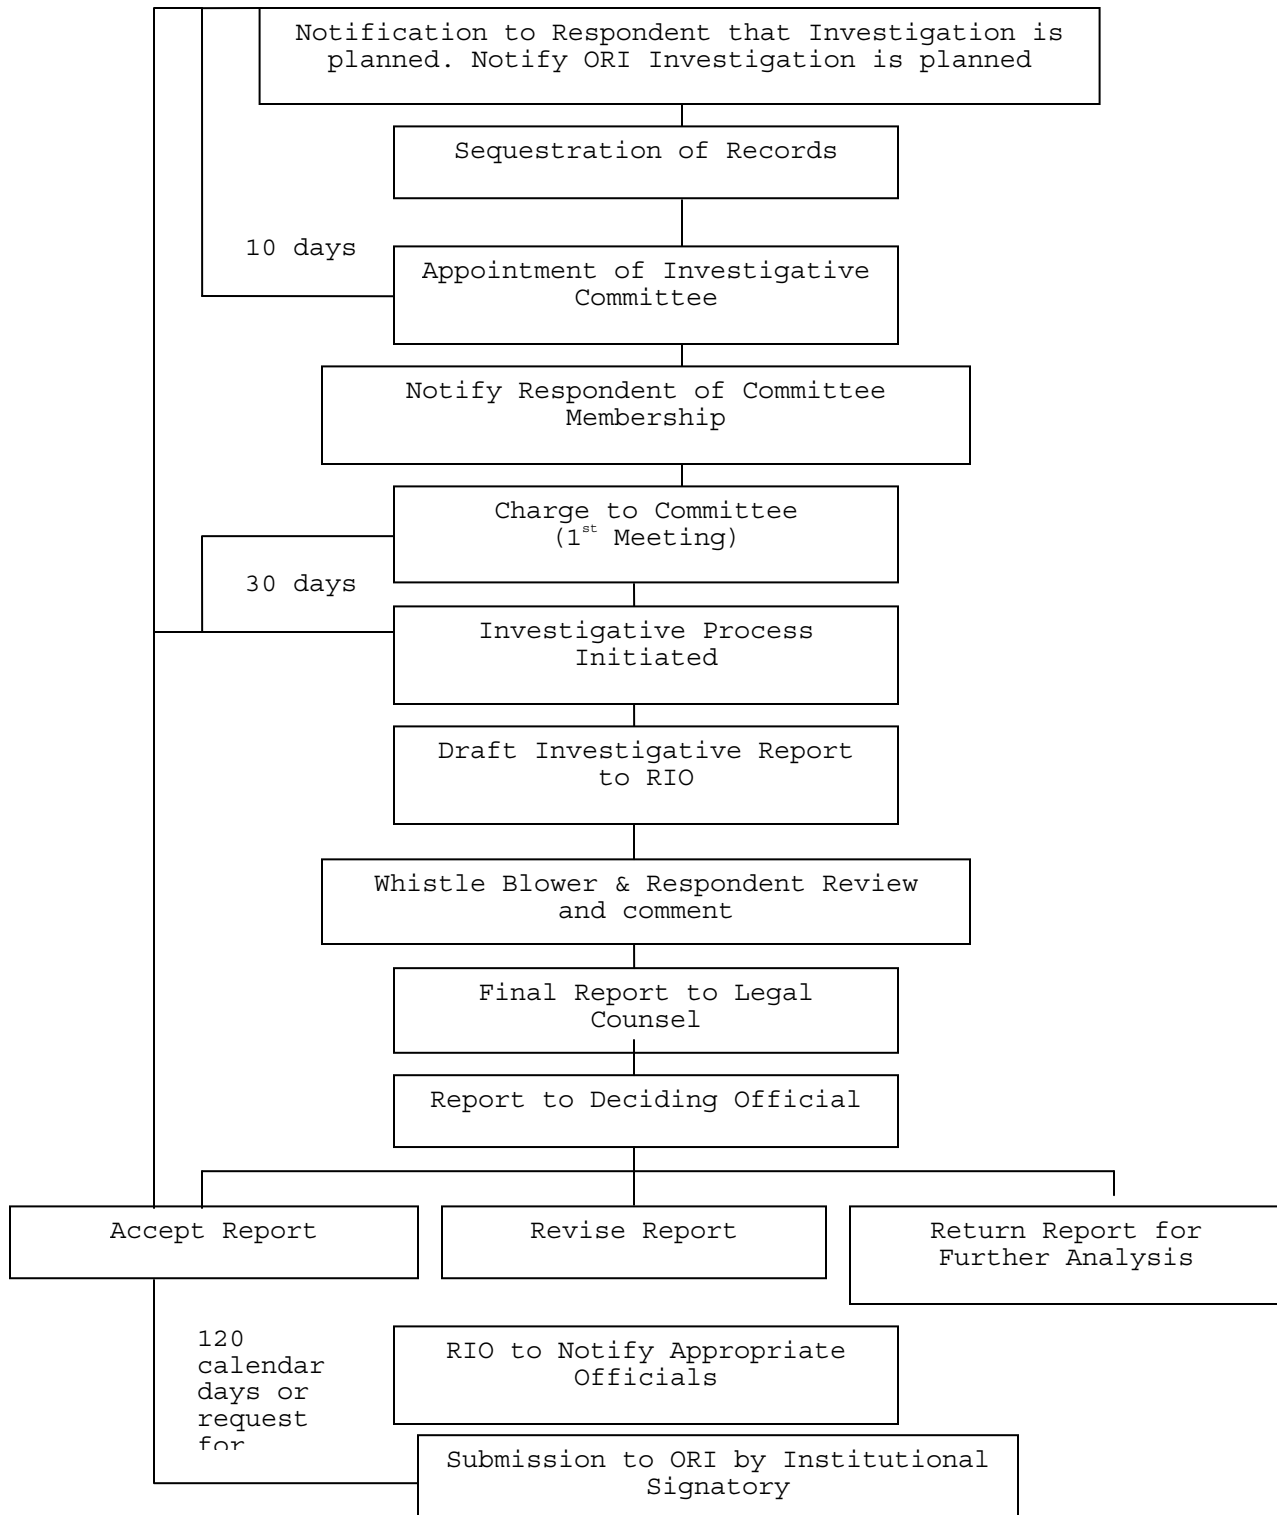 Notification to Respondent that Investigation is
planned. Notify ORI Investigation is planned
Sequestration of Records
10 days
Appointment of Investigative
Committee
Notify Respondent of Committee
Membership
Charge to Committee
(1st Meeting)
30 days
Investigative Process
Initiated
Draft Investigative Report
to RIO
Whistle Blower & Respondent Review
and comment
Final Report to Legal
Counsel
Report to Deciding Official
Accept Report
Revise Report
Return Report for
Further Analysis
120
calendar
days or
request
for
RIO to Notify Appropriate
Officials
Submission to ORI by Institutional
Signatory